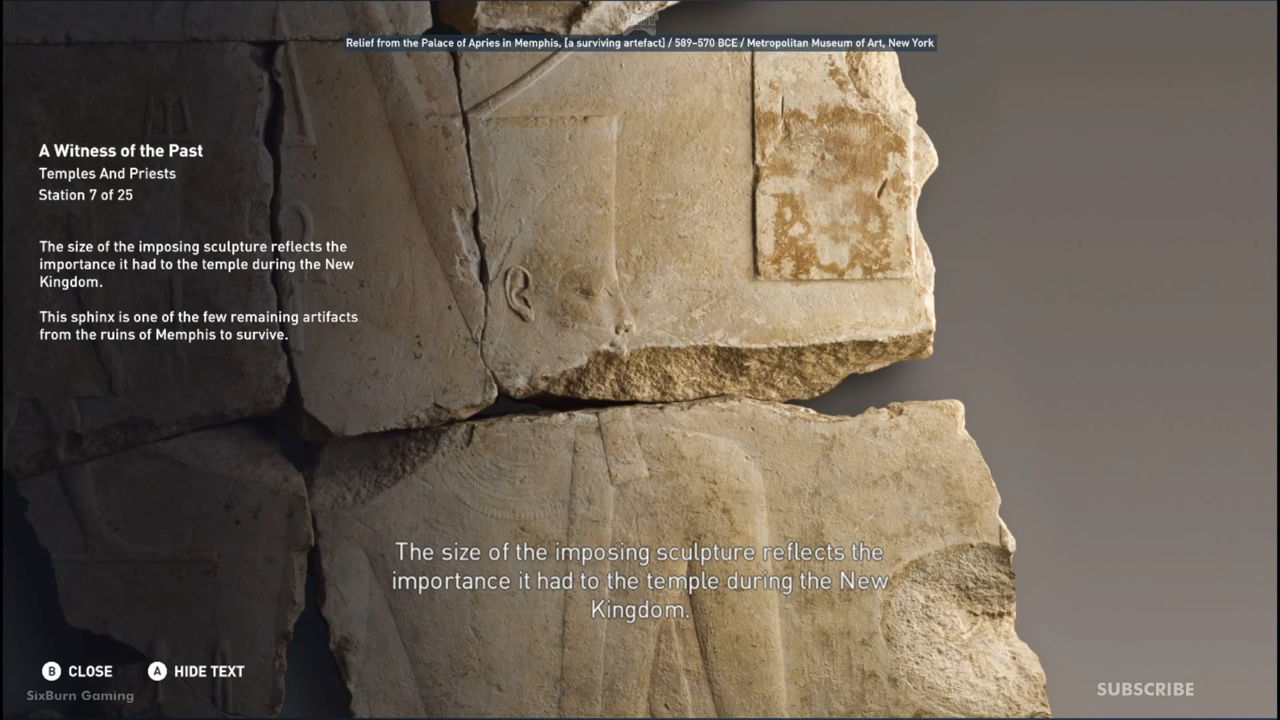 Relief from the Palace of Apries in Memphis, [a surviving artefact] / 589–570 BCE / Metropolitan Museum of Art, New York
A Witness of the Past
Temples And Priests
Station 7 of 25
The size of the imposing sculpture reflects the
importance it had to the temple during the New
Kingdom.
This sphinx is one of the few remaining artifacts
from the ruins of Memphis to survive.
The size of the imposing sculpture reflects the
importance it had to the temple during the New
Kingdom.
B CLOSE
A HIDE TEXT
SixBurn Gaming
SUBSCRIBE